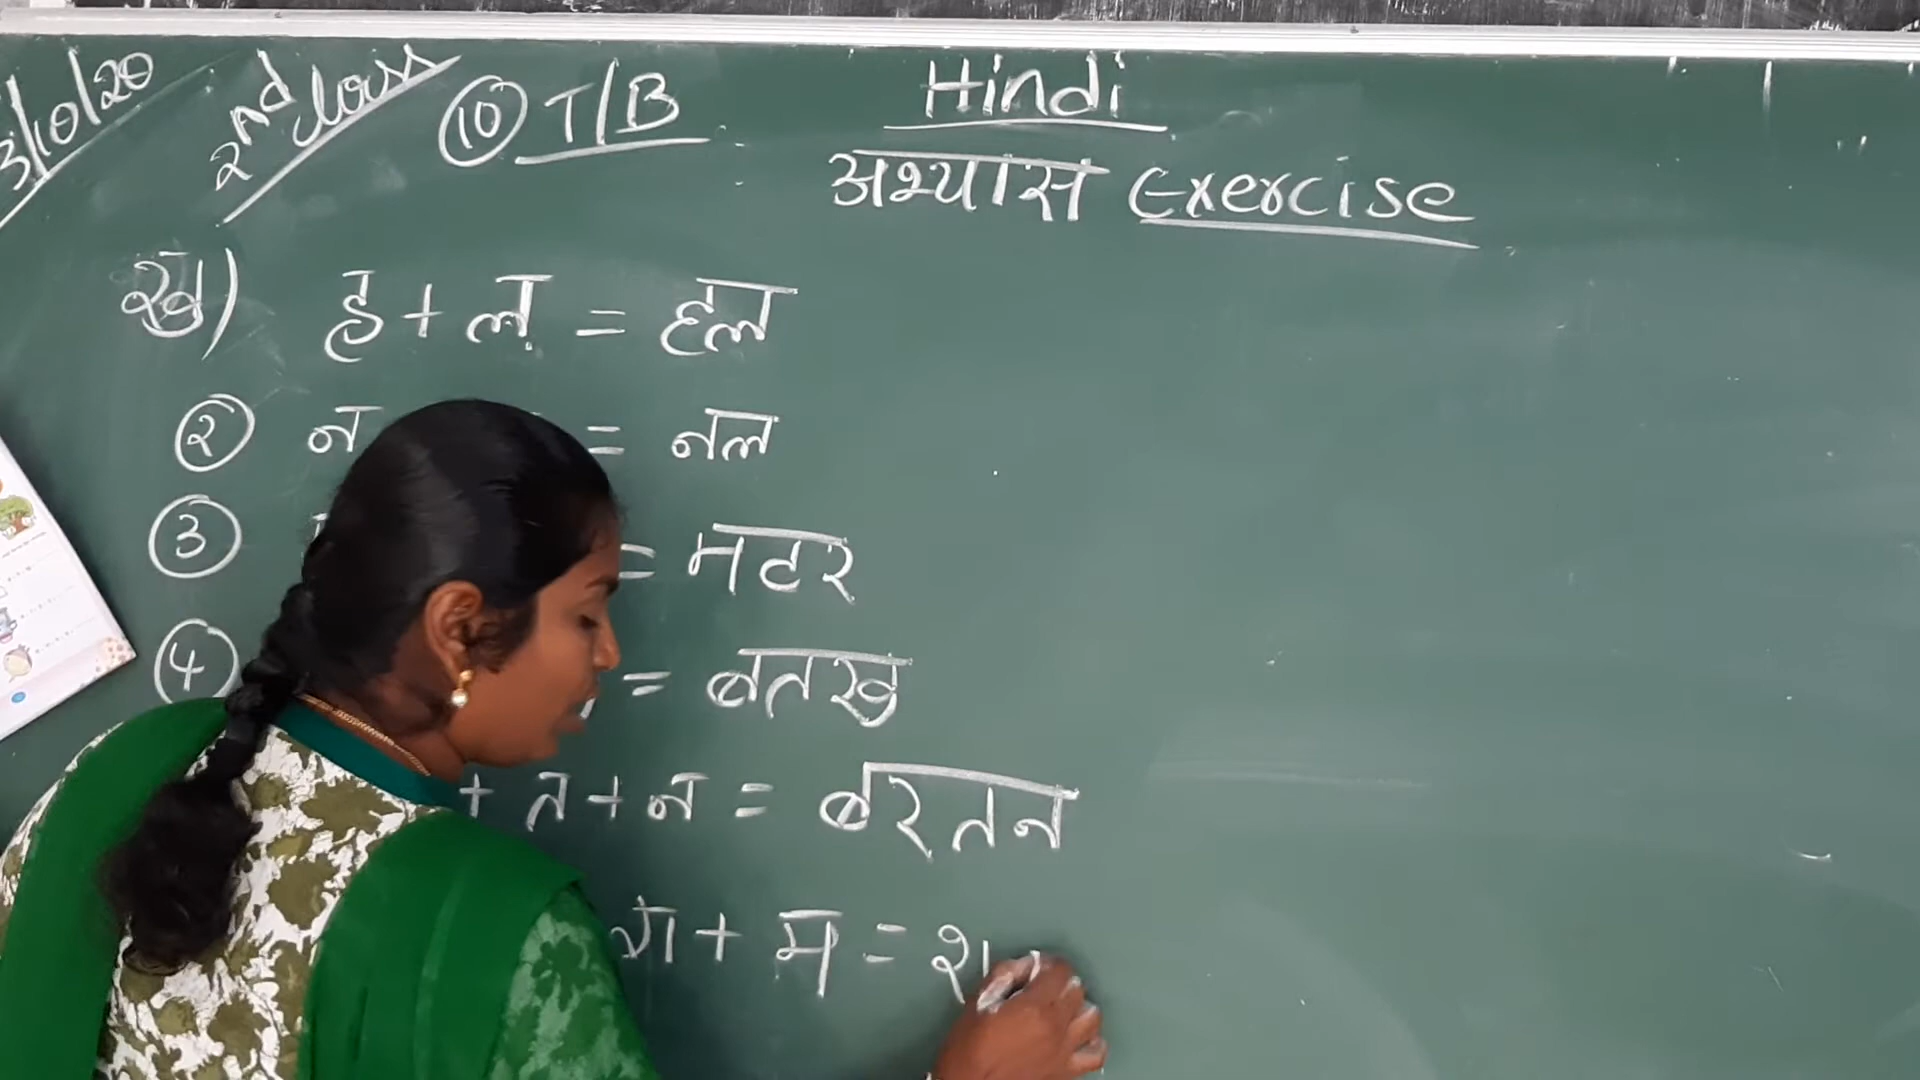 3/10/20 2nd class ⑩ T/B Hindi
अभ्यास Exercise
ख) ह + ल = हल
② न = नल
③ = मटर
④ = बतख
+ त + न = बरतन
+ म = श